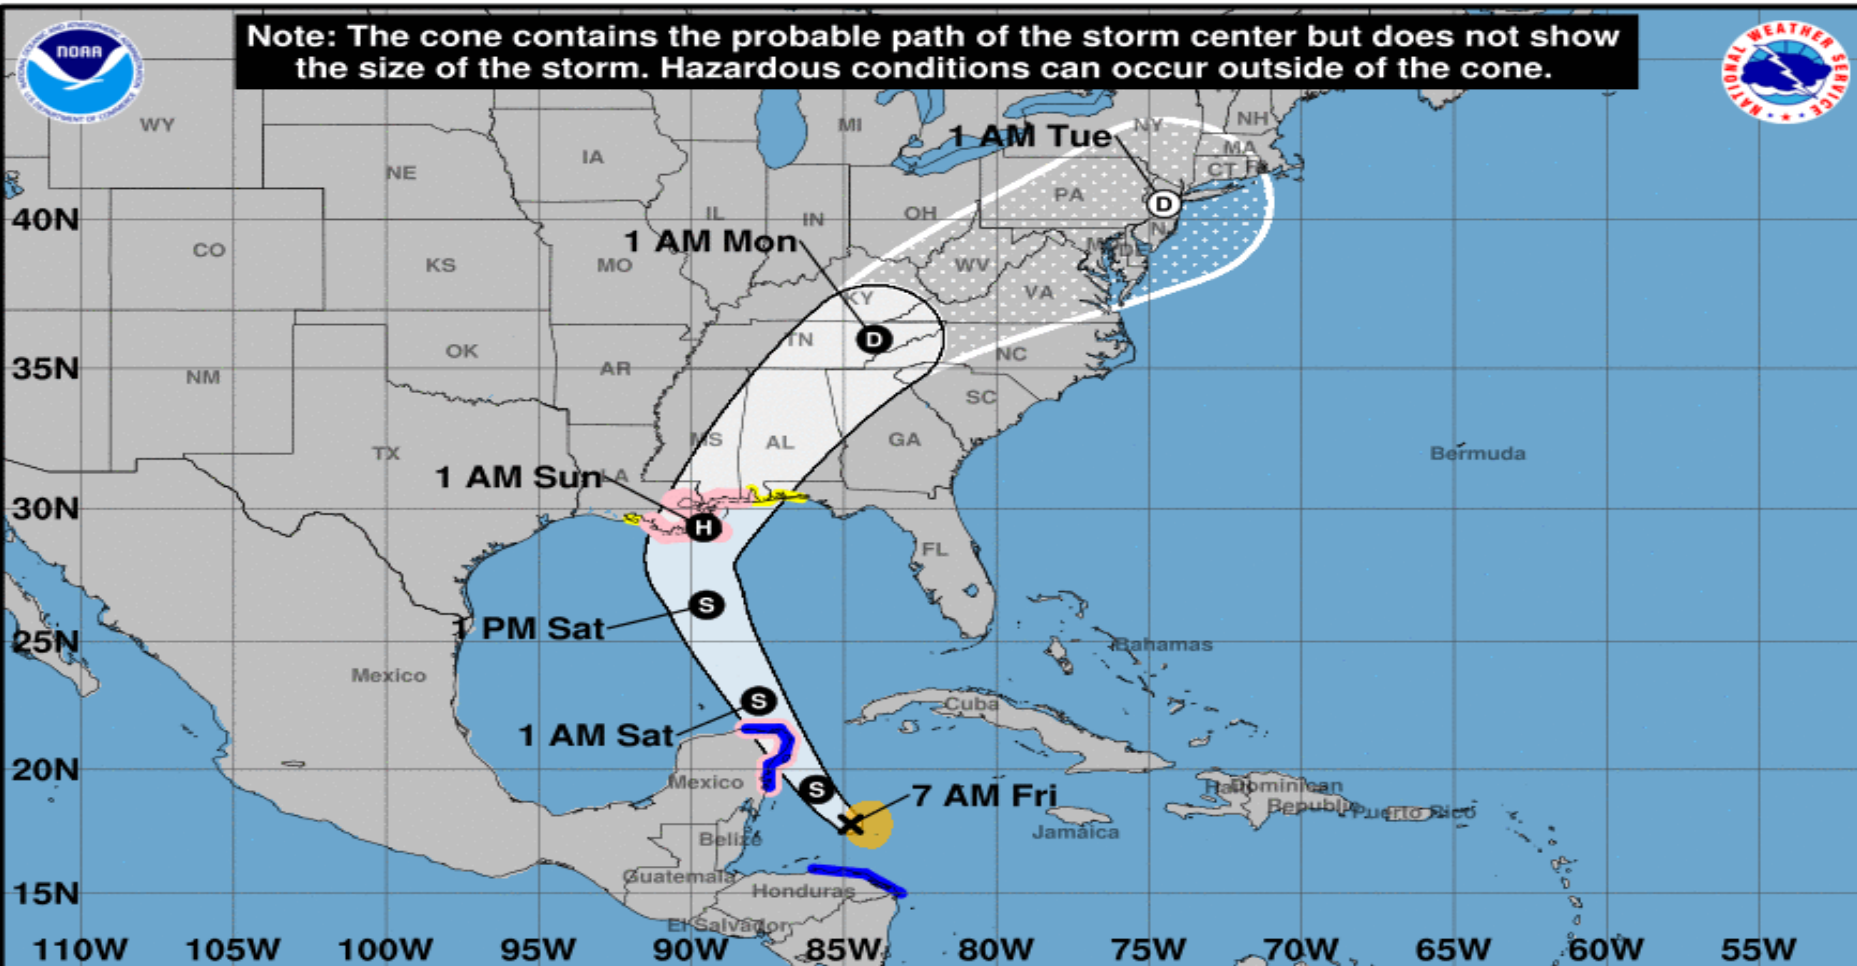 Note: The cone contains the probable path of the storm center but does not show
the size of the storm. Hazardous conditions can occur outside of the cone.
NOAA
NATIONAL WEATHER SERVICE
WY
MI
1 AM Tue
NY
NH
MA
CT
IA
NE
PA
40N
IL
IN
OH
D
1 AM Mon
CO
KS
MO
WV
VA
KY
TN
D
NC
OK
35N
NM
AR
SC
TX
MS
AL
GA
Bermuda
1 AM Sun
LA
30N
H
FL
S
1 PM Sat
25N
Bahamas
Mexico
S
Cuba
1 AM Sat
20N
Mexico
S
7 AM Fri
Dominican
Republic
Puerto Rico
Jamaica
Belize
Guatemala
Honduras
15N
El Salvador
110W 105W 100W 95W 90W 85W 80W 75W 70W 65W 60W 55W